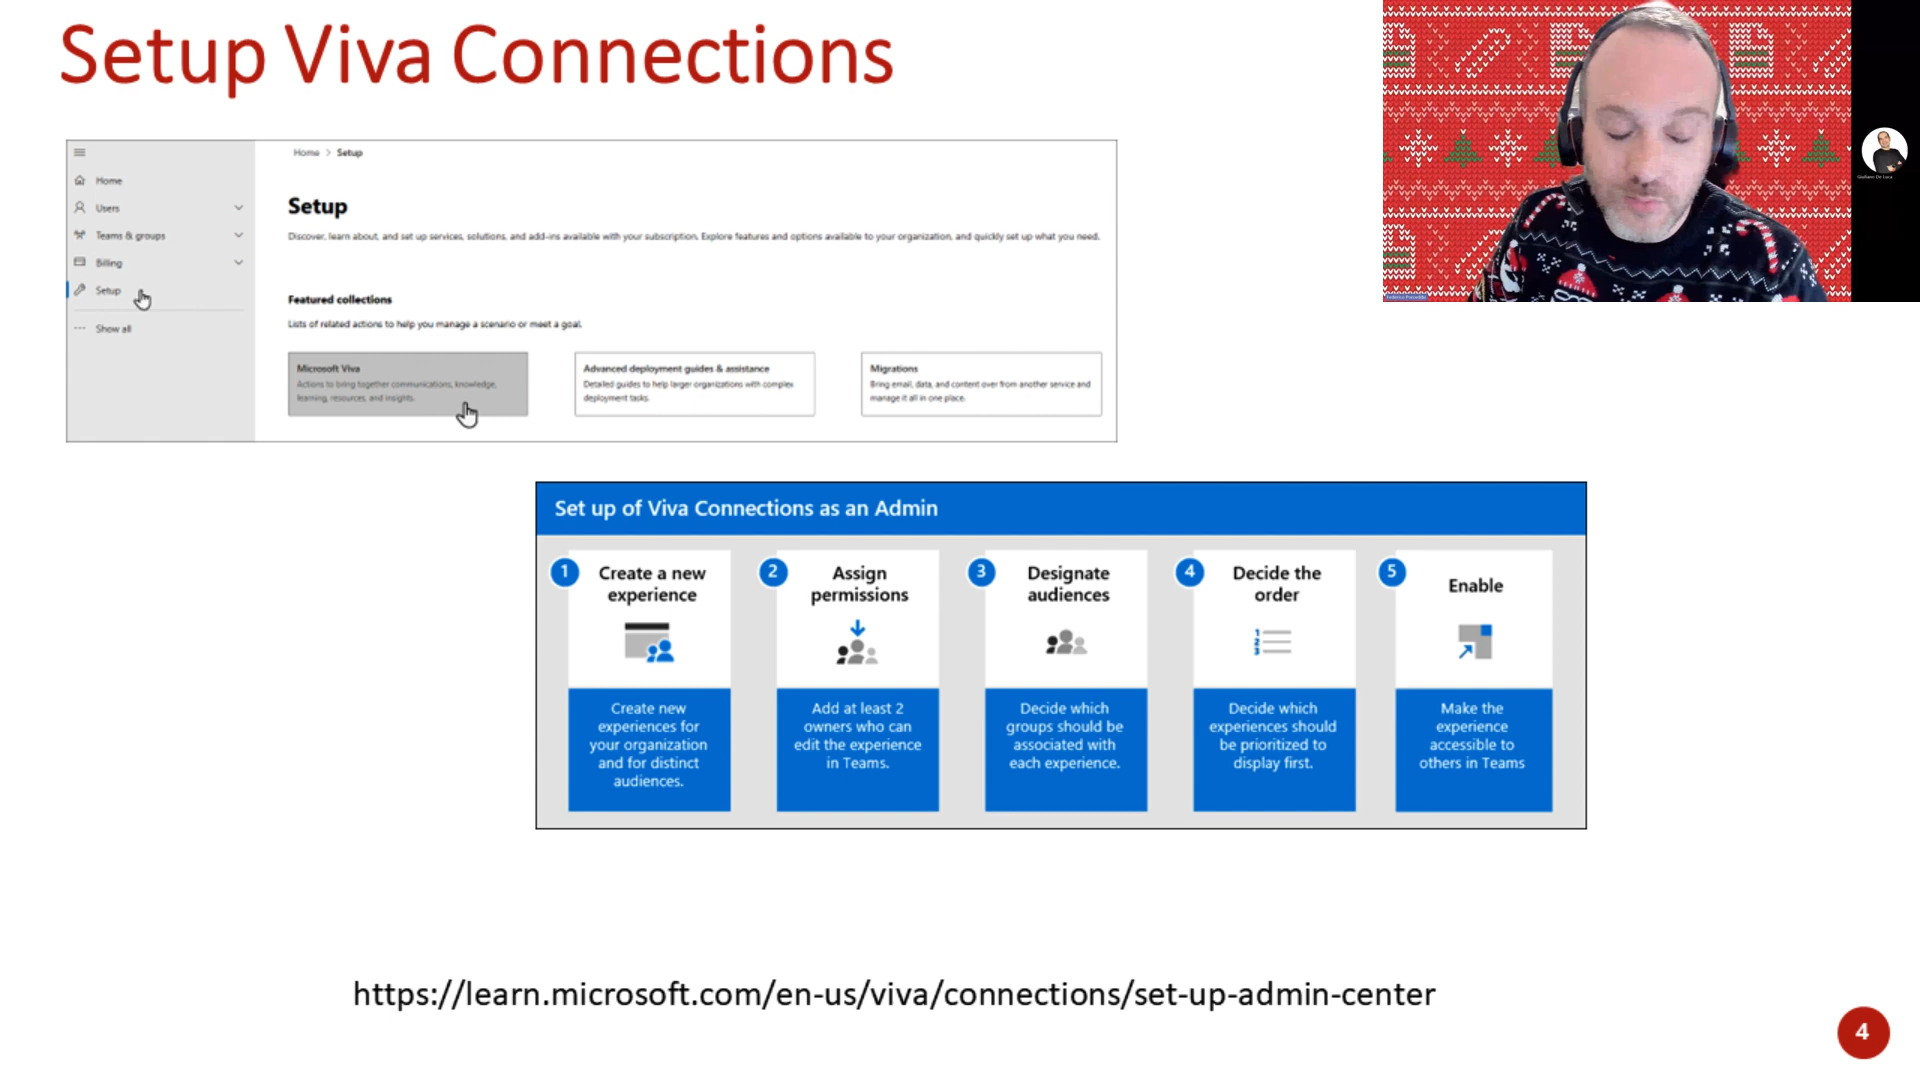 Setup Viva Connections
Home > Setup
Home
Users
Teams & groups
Billing
Setup
Show all
Setup
Discover, learn about, and set up services, solutions, and add-ins available with your subscription. Explore features and options available to your organization, and quickly set up what you need.
Featured collections
Lists of related actions to help you manage a scenario or meet a goal.
Microsoft Viva
Actions to bring together communications, knowledge,
learning, resources, and insights.
Advanced deployment guides & assistance
Detailed guides to help larger organizations with complex
deployment tasks.
Migrations
Bring email, data, and content over from another service and
manage it all in one place.
Giuliano De Luca
Set up of Viva Connections as an Admin
1
Create a new
experience
Create new
experiences for
your organization
and for distinct
audiences.
2
Assign
permissions
Add at least 2
owners who can
edit the experience
in Teams.
3
Designate
audiences
Decide which
groups should be
associated with
each experience.
4
Decide the
order
1
2
3
Decide which
experiences should
be prioritized to
display first.
5
Enable
Make the
experience
accessible to
others in Teams
https://learn.microsoft.com/en-us/viva/connections/set-up-admin-center
4